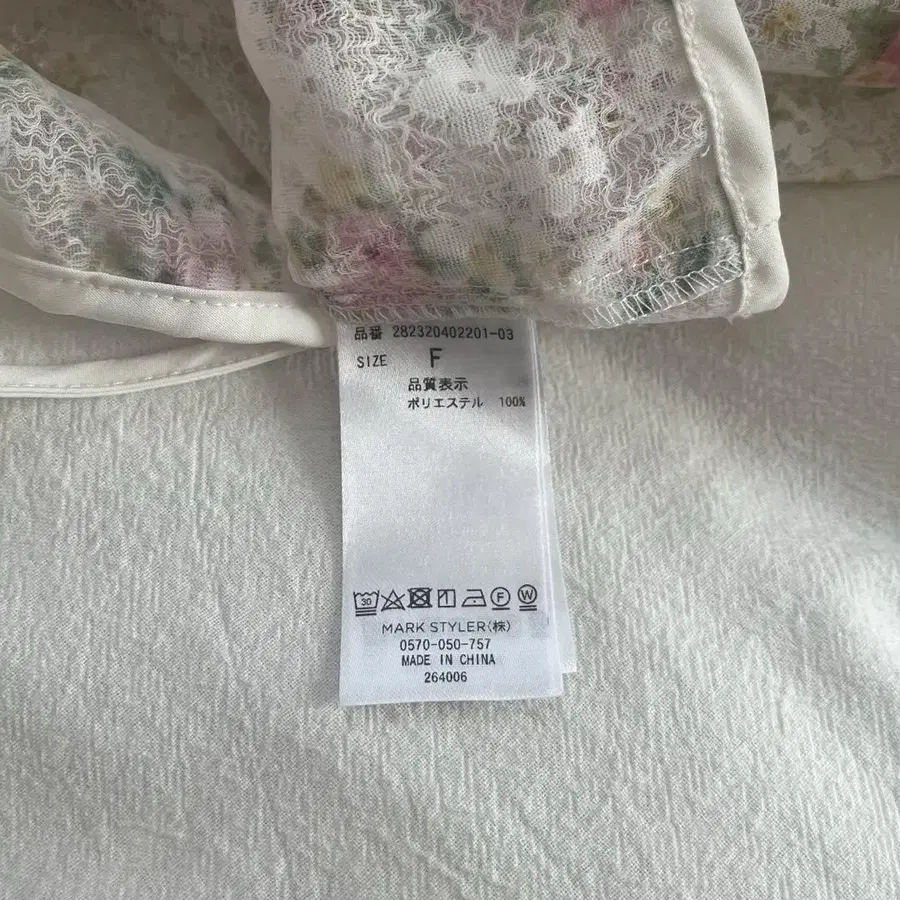 品番 282320402201-03
SIZE F
品質表示
ポリエステル 100%
30 F W
MARK STYLER(株)
0570-050-757
MADE IN CHINA
264006